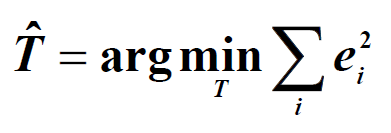 T̂ = arg min_T ∑_i e_i^2